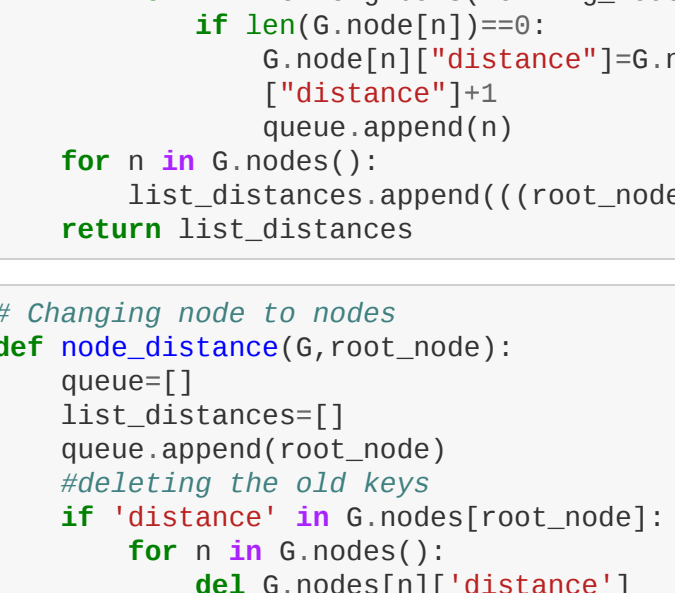 if len(G.node[n])==0:
G.node[n]["distance"]=G.
["distance"]+1
queue.append(n)
for n in G.nodes():
list_distances.append(((root_node
return list_distances
# Changing node to nodes
def node_distance(G,root_node):
queue=[]
list_distances=[]
queue.append(root_node)
#deleting the old keys
if 'distance' in G.nodes[root_node]:
for n in G.nodes():
del G.nodes[n]['distance']